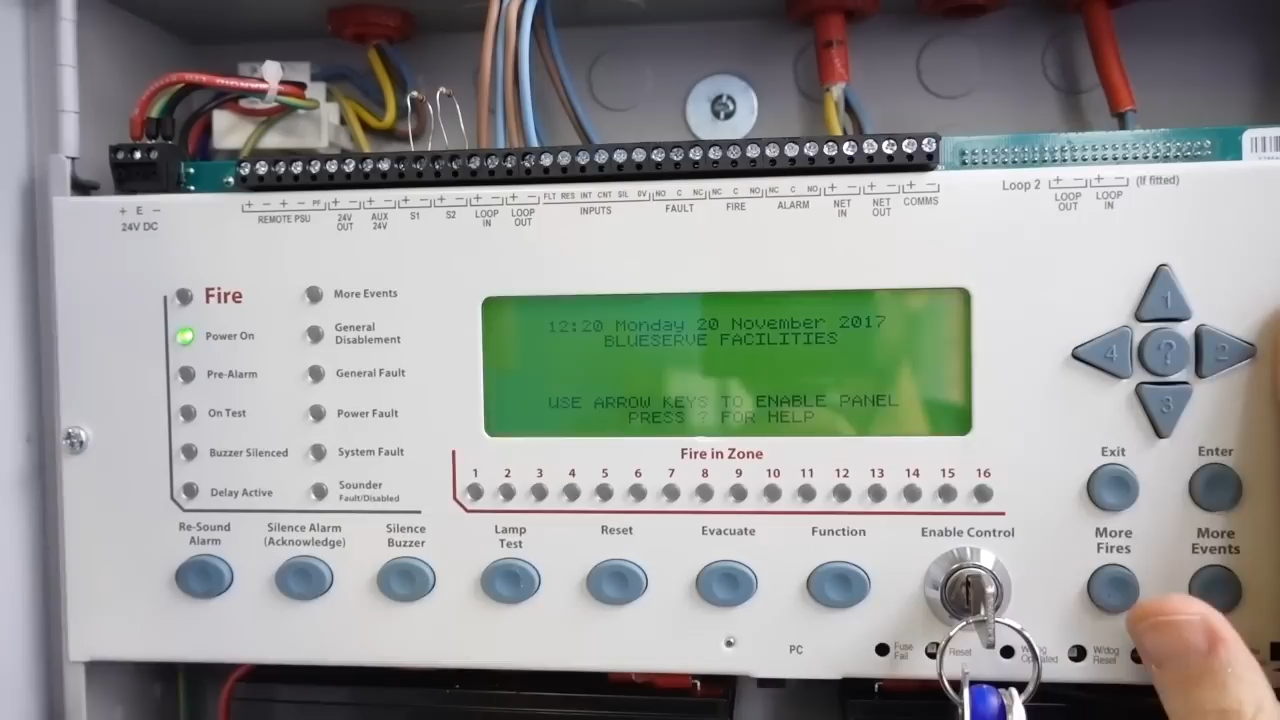 + E −
24V DC
+ − + − PF
REMOTE PSU
+ −
24V
OUT
+ −
AUX
24V
+ −
S1
+ −
S2
+ −
LOOP
IN
+ −
LOOP
OUT
FLT RES INT CNT SIL 0V
INPUTS
NO C NC
FAULT
NC C NO
FIRE
NC C NO
ALARM
+ −
NET
IN
+ −
NET
OUT
+ −
COMMS
Loop 2
+ −
LOOP
OUT
+ −
LOOP
IN
(If fitted)
Fire
Power On
Pre-Alarm
On Test
Buzzer Silenced
Delay Active
More Events
General
Disablement
General Fault
Power Fault
System Fault
Sounder
Fault/Disabled
12:20 Monday 20 November 2017
BLUESERVE FACILITIES
USE ARROW KEYS TO ENABLE PANEL
PRESS ? FOR HELP
Fire in Zone
1 2 3 4 5 6 7 8 9 10 11 12 13 14 15 16
1
4 ? 2
3
Exit
Enter
More
Fires
More
Events
Re-Sound
Alarm
Silence Alarm
(Acknowledge)
Silence
Buzzer
Lamp
Test
Reset
Evacuate
Function
Enable Control
PC
Fuse
Fail
Reset
W/dog
Reset